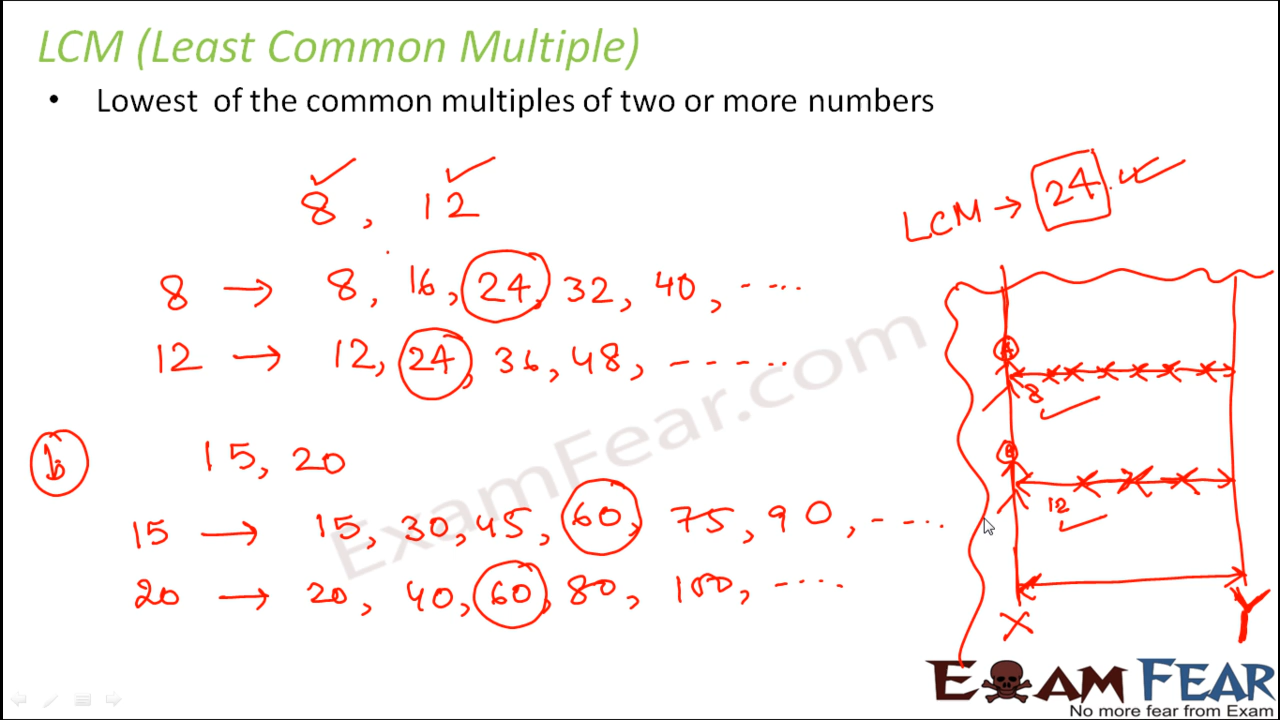 LCM (Least Common Multiple)
• Lowest of the common multiples of two or more numbers
8, 12
LCM → 24
8 → 8, 16, 24, 32, 40, ----
12 → 12, 24, 36, 48, -----
A
8
b
15, 20
B
12
15 → 15, 30, 45, 60, 75, 90, ----
20 → 20, 40, 60, 80, 100, ----
X Y
ExamFear.com
EXAM FEAR
No more fear from Exam